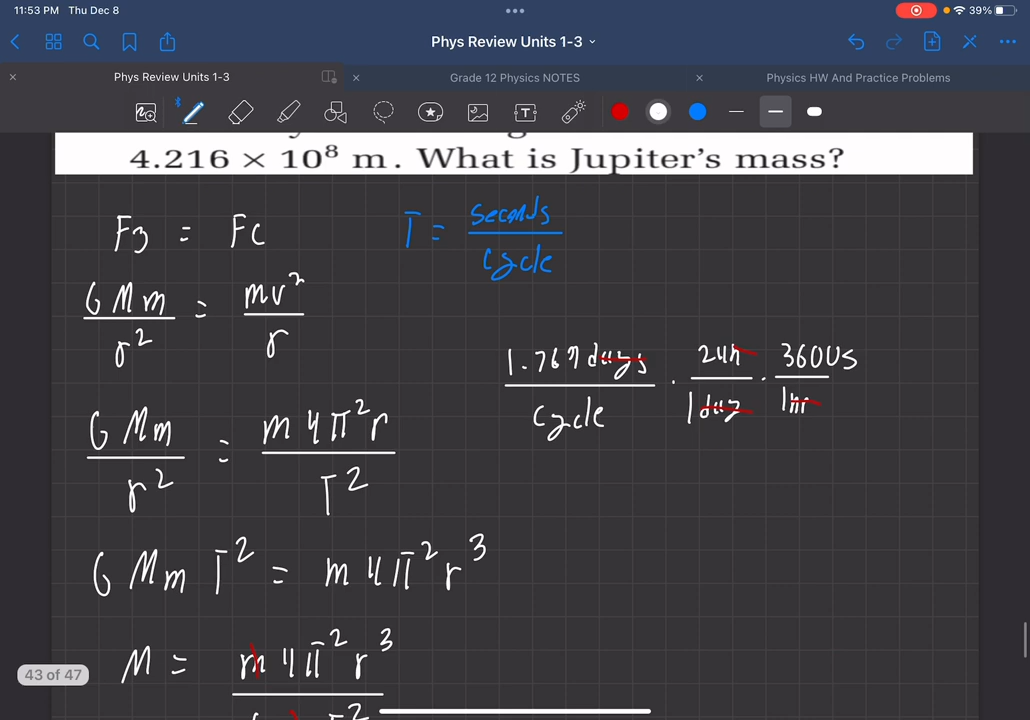 11:53 PM Thu Dec 8
39%
Phys Review Units 1-3
Phys Review Units 1-3
Grade 12 Physics NOTES
Physics HW And Practice Problems
4.216 × 10⁸ m. What is Jupiter's mass?
Fg = Fc
T = seconds / cycle
GMm / r² = mv² / r
1.769 days / cycle · 24h / 1 day · 3600s / 1hr
GMm / r² = m4π²r / T²
GMmT² = m4π²r³
M = m4π²r³
43 of 47